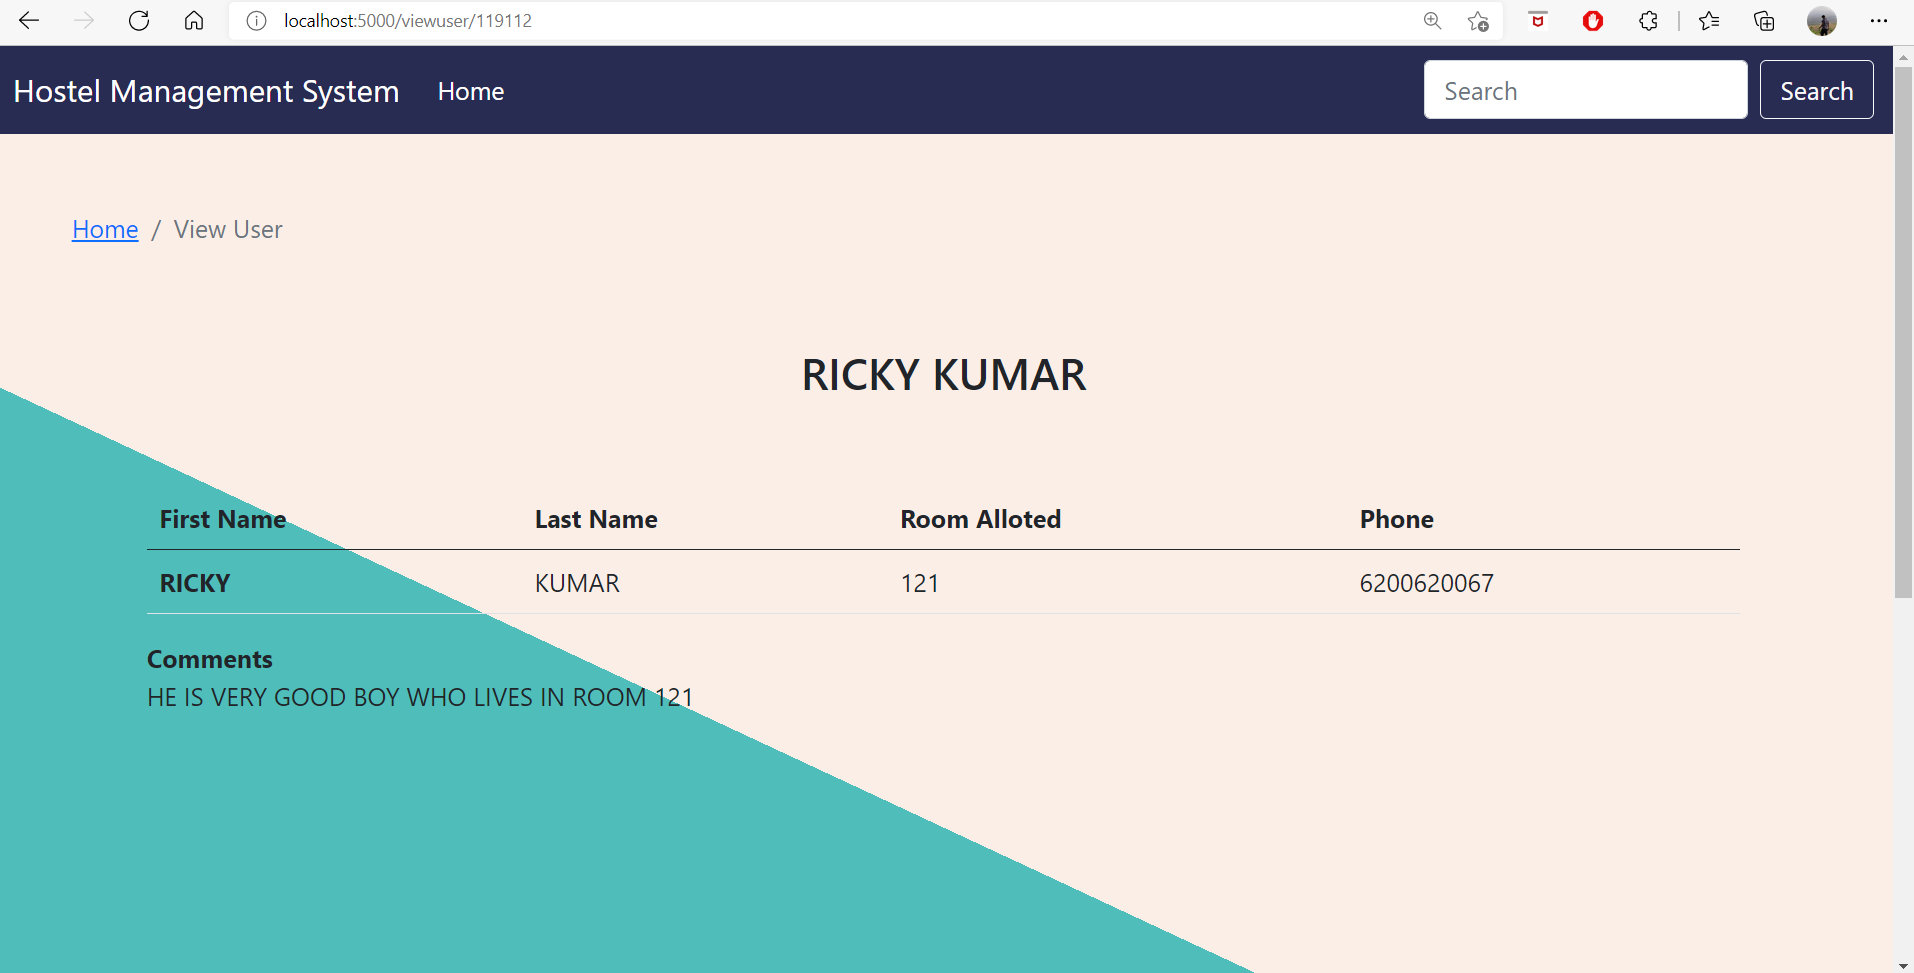 localhost:5000/viewuser/119112
Hostel Management System Home Search Search
Home / View User
RICKY KUMAR
First Name Last Name Room Alloted Phone
RICKY KUMAR 121 6200620067
Comments
HE IS VERY GOOD BOY WHO LIVES IN ROOM 121